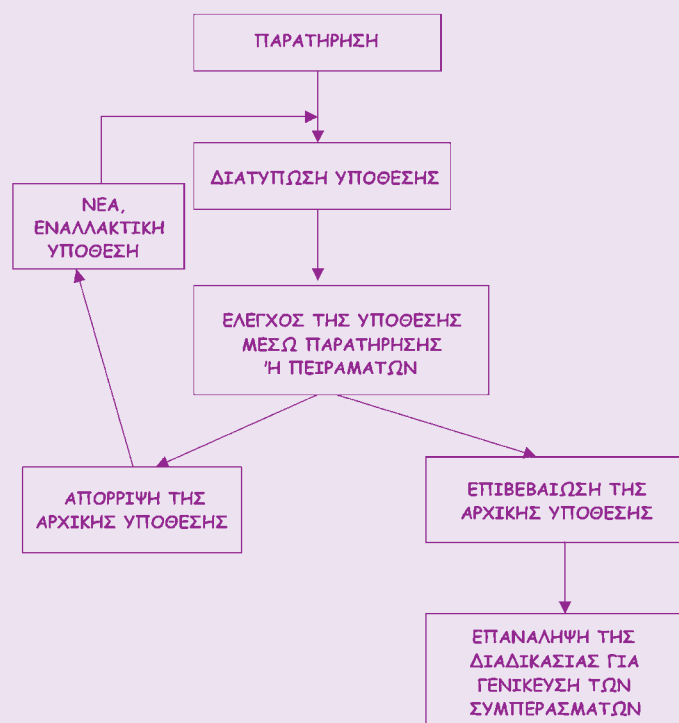 ΠΑΡΑΤΗΡΗΣΗ
ΔΙΑΤΥΠΩΣΗ ΥΠΟΘΕΣΗΣ
ΝΕΑ,
ΕΝΑΛΛΑΚΤΙΚΗ
ΥΠΟΘΕΣΗ
ΕΛΕΓΧΟΣ ΤΗΣ ΥΠΟΘΕΣΗΣ
ΜΕΣΩ ΠΑΡΑΤΗΡΗΣΗΣ
Ή ΠΕΙΡΑΜΑΤΩΝ
ΑΠΟΡΡΙΨΗ ΤΗΣ
ΑΡΧΙΚΗΣ ΥΠΟΘΕΣΗΣ
ΕΠΙΒΕΒΑΙΩΣΗ ΤΗΣ
ΑΡΧΙΚΗΣ ΥΠΟΘΕΣΗΣ
ΕΠΑΝΑΛΗΨΗ ΤΗΣ
ΔΙΑΔΙΚΑΣΙΑΣ ΓΙΑ
ΓΕΝΙΚΕΥΣΗ ΤΩΝ
ΣΥΜΠΕΡΑΣΜΑΤΩΝ